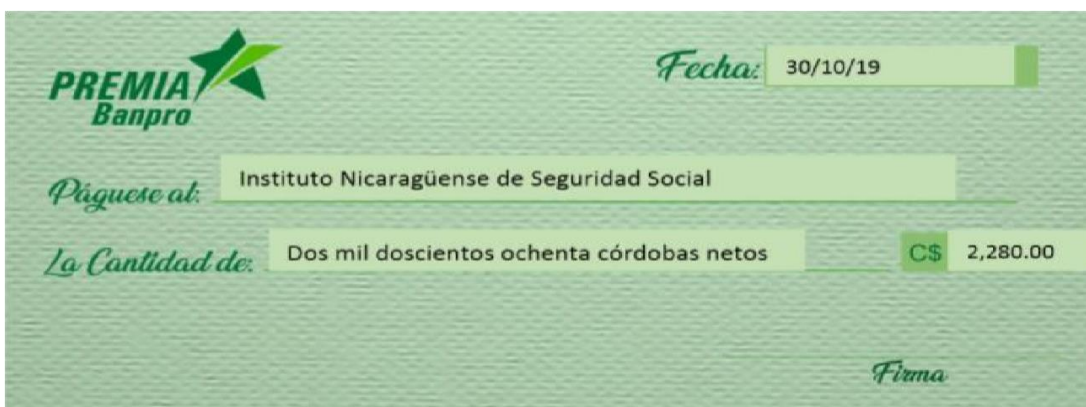 PREMIA
Banpro
Fecha: 30/10/19
Páguese al: Instituto Nicaragüense de Seguridad Social
La Cantidad de: Dos mil doscientos ochenta córdobas netos C$ 2,280.00
Firma